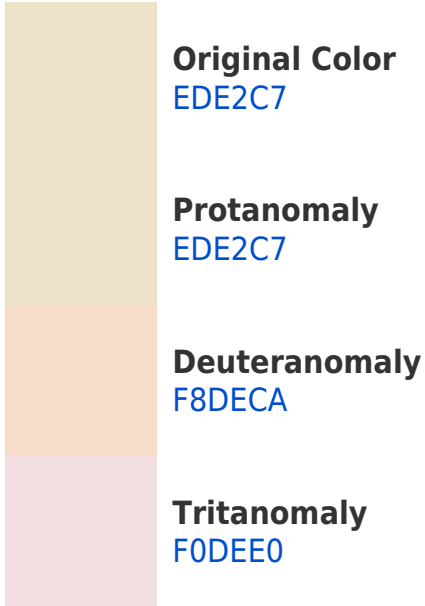 Original Color
EDE2C7
Protanomaly
EDE2C7
Deuteranomaly
F8DECA
Tritanomaly
F0DEE0